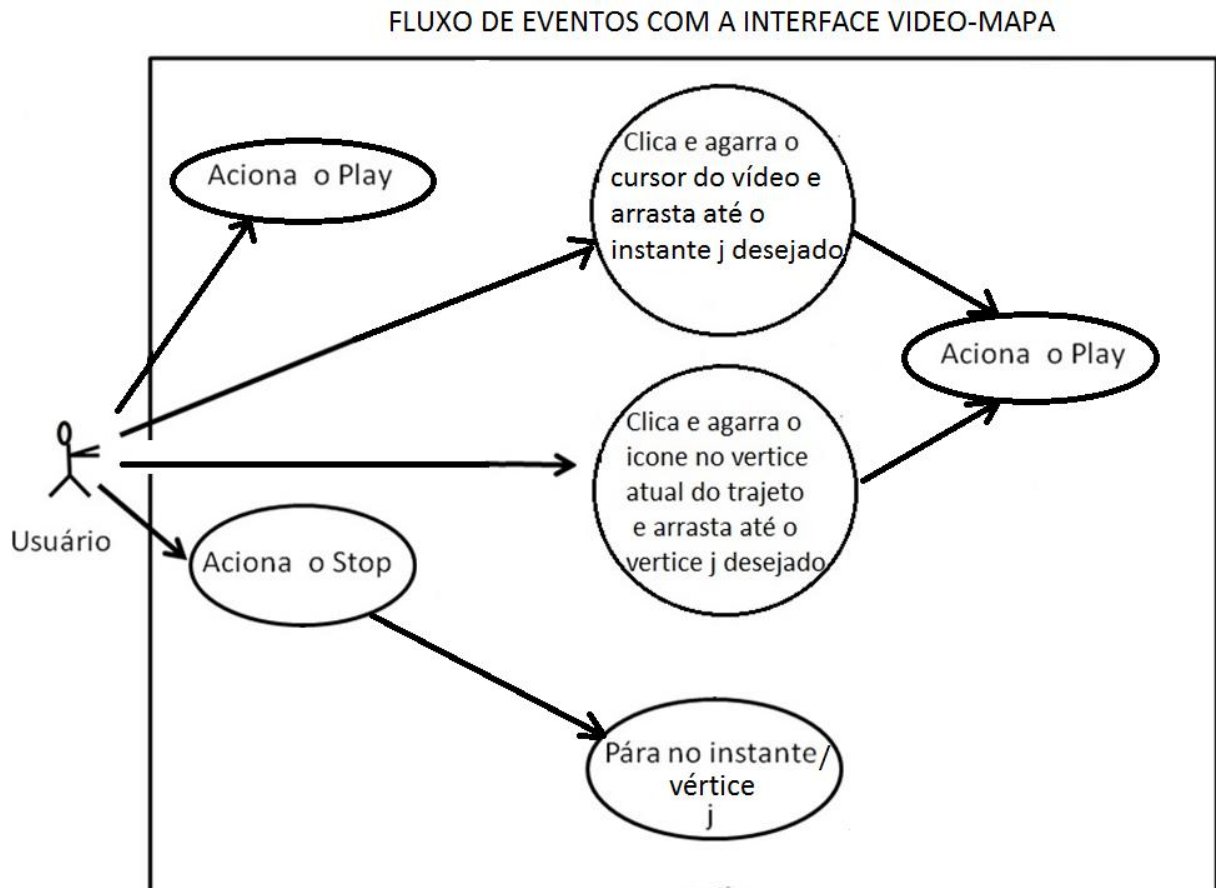 FLUXO DE EVENTOS COM A INTERFACE VIDEO-MAPA
Aciona o Play
Clica e agarra o
cursor do vídeo e
arrasta até o
instante j desejado
Aciona o Play
Clica e agarra o
icone no vertice
atual do trajeto
e arrasta até o
vertice j desejado
Usuário
Aciona o Stop
Pára no instante/
vértice
j